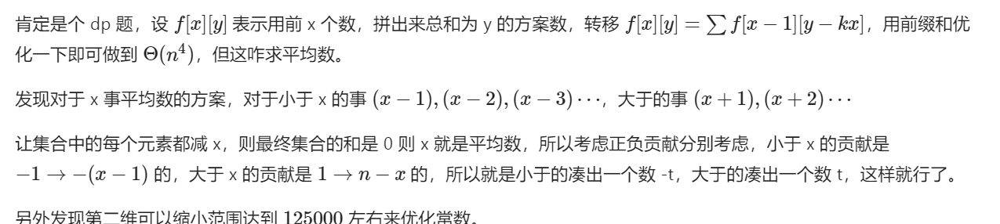 肯定是个 dp 题，设 f[x][y] 表示用前 x 个数，拼出来总和为 y 的方案数，转移 f[x][y] = ∑ f[x − 1][y − kx]，用前缀和优
化一下即可做到 Θ(n⁴)，但这咋求平均数。
发现对于 x 事平均数的方案，对于小于 x 的事 (x − 1), (x − 2), (x − 3) ⋯，大于的事 (x + 1), (x + 2) ⋯
让集合中的每个元素都减 x，则最终集合的和是 0 则 x 就是平均数，所以考虑正负贡献分别考虑，小于 x 的贡献是
−1 → −(x − 1) 的，大于 x 的贡献是 1 → n − x 的，所以就是小于的凑出一个数 -t，大于的凑出一个数 t，这样就行了。
另外发现第二维可以缩小范围达到 125000 左右来优化常数。